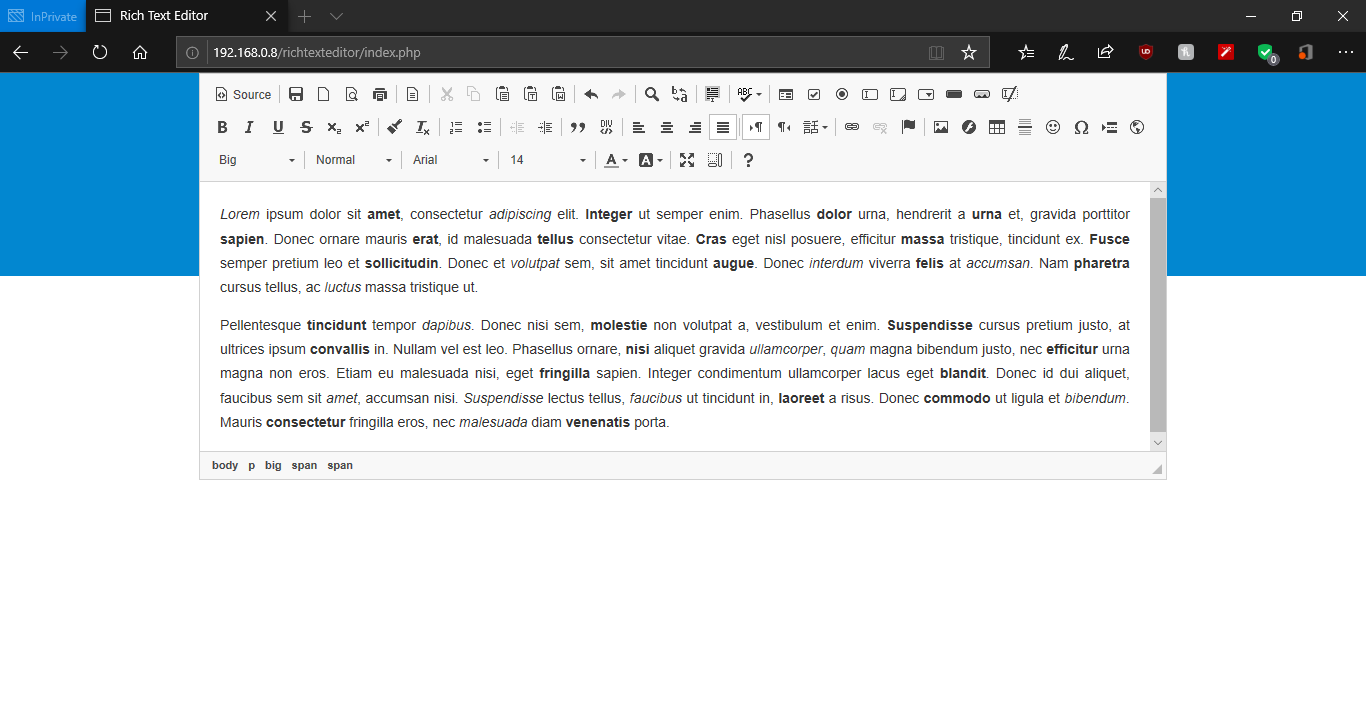 InPrivate
Rich Text Editor
192.168.0.8/richtexteditor/index.php
UD
0
Source
ABC
B I U S x₂ x² Tx
DIV
Ω
Big Normal Arial 14 A A ?
Lorem ipsum dolor sit amet, consectetur adipiscing elit. Integer ut semper enim. Phasellus dolor urna, hendrerit a urna et, gravida porttitor
sapien. Donec ornare mauris erat, id malesuada tellus consectetur vitae. Cras eget nisl posuere, efficitur massa tristique, tincidunt ex. Fusce
semper pretium leo et sollicitudin. Donec et volutpat sem, sit amet tincidunt augue. Donec interdum viverra felis at accumsan. Nam pharetra
cursus tellus, ac luctus massa tristique ut.
Pellentesque tincidunt tempor dapibus. Donec nisi sem, molestie non volutpat a, vestibulum et enim. Suspendisse cursus pretium justo, at
ultrices ipsum convallis in. Nullam vel est leo. Phasellus ornare, nisi aliquet gravida ullamcorper, quam magna bibendum justo, nec efficitur urna
magna non eros. Etiam eu malesuada nisi, eget fringilla sapien. Integer condimentum ullamcorper lacus eget blandit. Donec id dui aliquet,
faucibus sem sit amet, accumsan nisi. Suspendisse lectus tellus, faucibus ut tincidunt in, laoreet a risus. Donec commodo ut ligula et bibendum.
Mauris consectetur fringilla eros, nec malesuada diam venenatis porta.
body p big span span